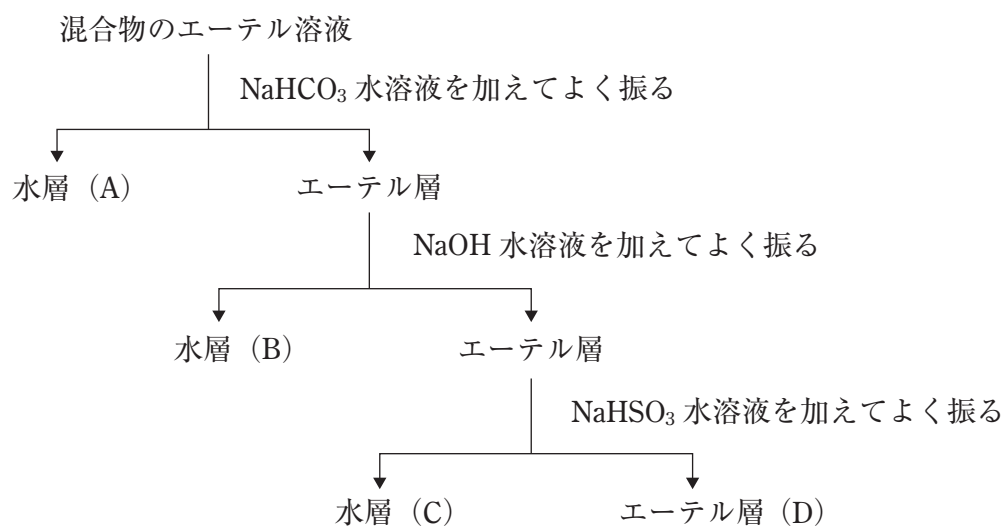 混合物のエーテル溶液
NaHCO₃ 水溶液を加えてよく振る
水層(A)
エーテル層
NaOH 水溶液を加えてよく振る
水層(B)
エーテル層
NaHSO₃ 水溶液を加えてよく振る
水層(C)
エーテル層(D)